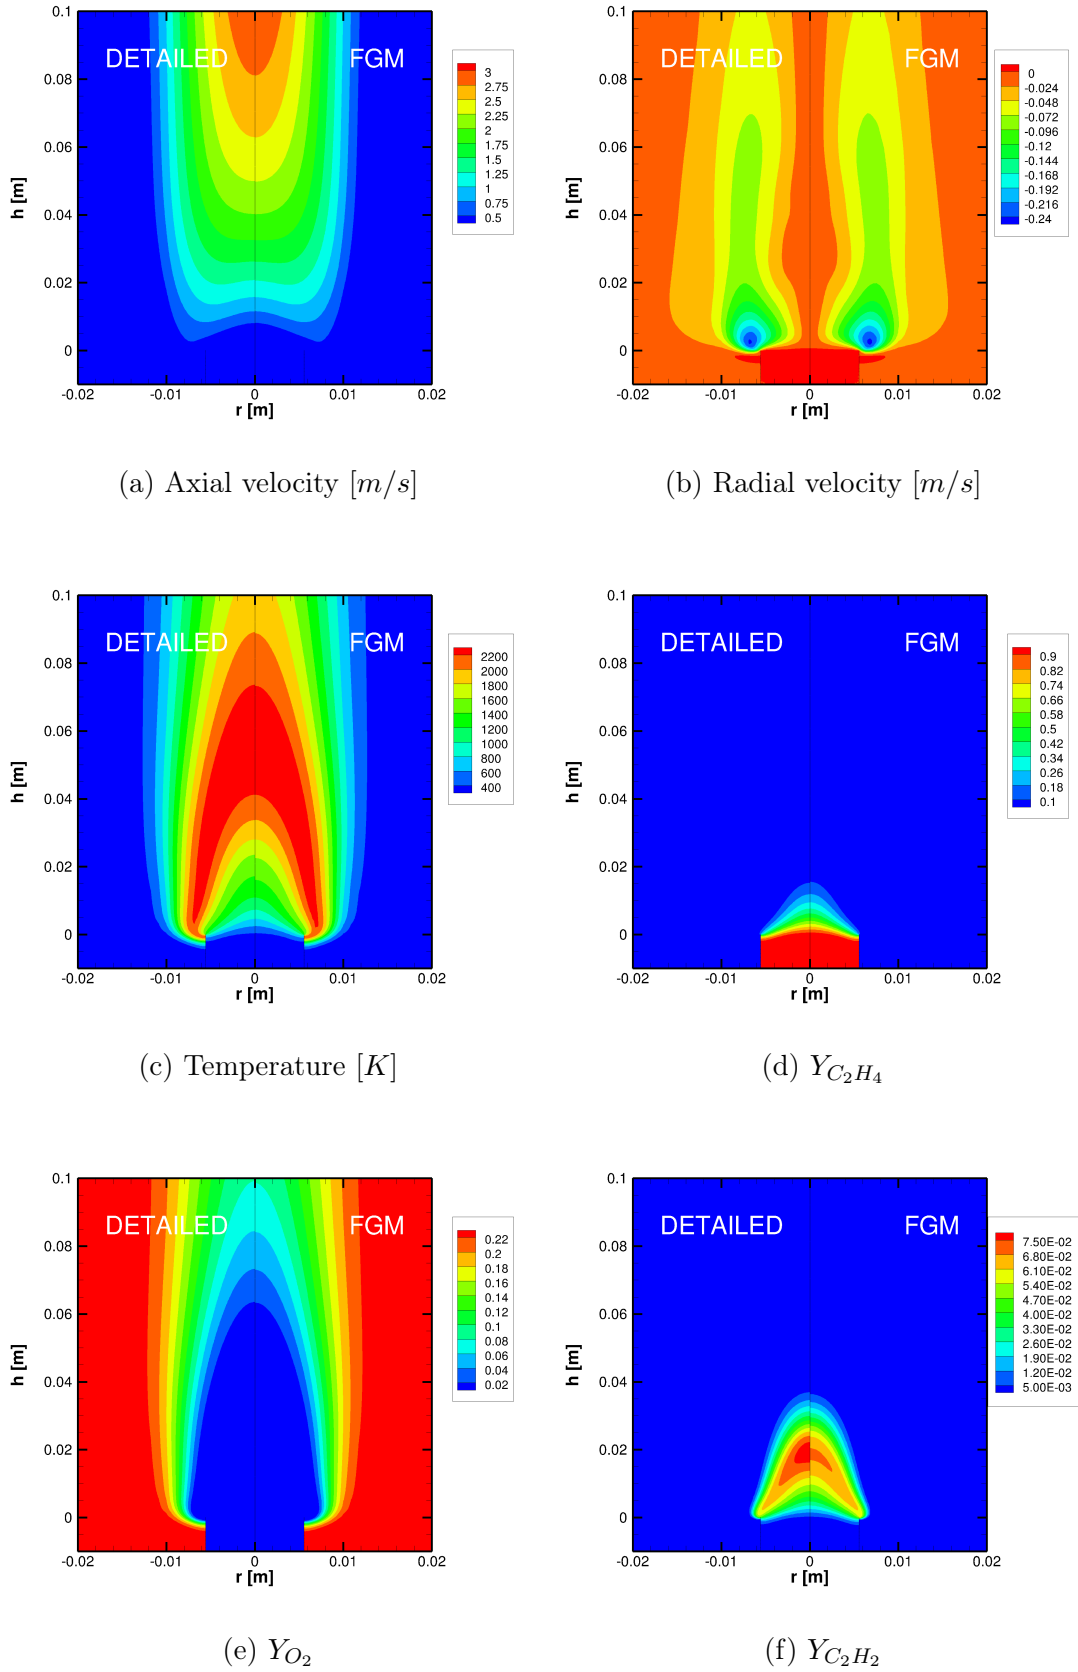 0.1
0.08
0.06
0.04
0.02
0
h [m]
DETAILED FGM
3
2.75
2.5
2.25
2
1.75
1.25
1
0.75
0.5
-0.02 -0.01 0 0.01 0.02
r [m]
(a) Axial velocity [m/s]
0.1
0.08
0.06
0.04
0.02
0
h [m]
DETAILED FGM
0
-0.024
-0.048
-0.072
-0.096
-0.12
-0.144
-0.168
-0.192
-0.216
-0.24
-0.02 -0.01 0 0.01 0.02
r [m]
(b) Radial velocity [m/s]
0.1
0.08
0.06
0.04
0.02
0
h [m]
DETAILED FGM
2200
2000
1800
1600
1400
1200
1000
800
600
400
-0.02 -0.01 0 0.01 0.02
r [m]
(c) Temperature [K]
0.1
0.08
0.06
0.04
0.02
0
h [m]
DETAILED FGM
0.9
0.82
0.74
0.66
0.58
0.5
0.42
0.34
0.26
0.18
0.1
-0.02 -0.01 0 0.01 0.02
r [m]
(d) Y_{C_2H_4}
0.1
0.08
0.06
0.04
0.02
0
h [m]
DETAILED FGM
0.22
0.2
0.18
0.16
0.14
0.12
0.1
0.08
0.06
0.04
0.02
-0.02 -0.01 0 0.01 0.02
r [m]
(e) Y_{O_2}
0.1
0.08
0.06
0.04
0.02
0
h [m]
DETAILED FGM
7.50E-02
6.80E-02
6.10E-02
5.40E-02
4.70E-02
4.00E-02
3.30E-02
2.60E-02
1.90E-02
1.20E-02
5.00E-03
-0.02 -0.01 0 0.01 0.02
r [m]
(f) Y_{C_2H_2}